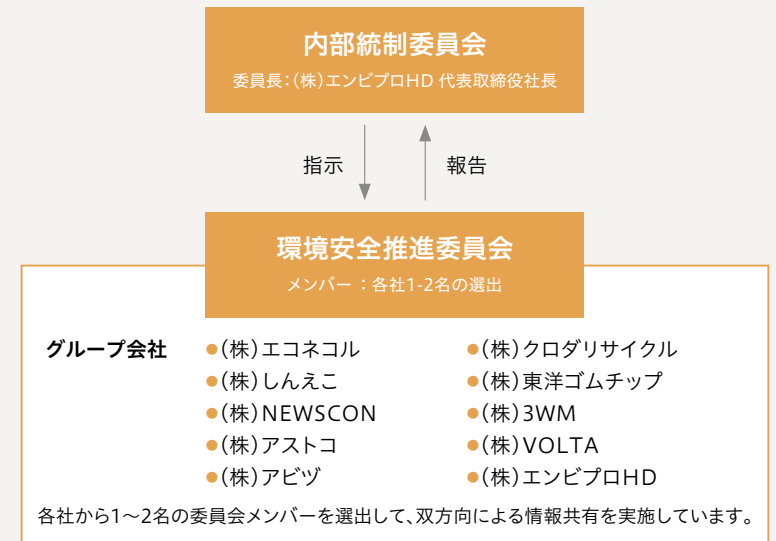 内部統制委員会
委員長：(株)エンビプロHD 代表取締役社長
指示
報告
環境安全推進委員会
メンバー ：各社1-2名の選出
グループ会社
●(株)エコネコル
●(株)しんえこ
●(株)NEWSCON
●(株)アストコ
●(株)アビヅ
●(株)クロダリサイクル
●(株)東洋ゴムチップ
●(株)3WM
●(株)VOLTA
●(株)エンビプロHD
各社から1〜2名の委員会メンバーを選出して、双方向による情報共有を実施しています。